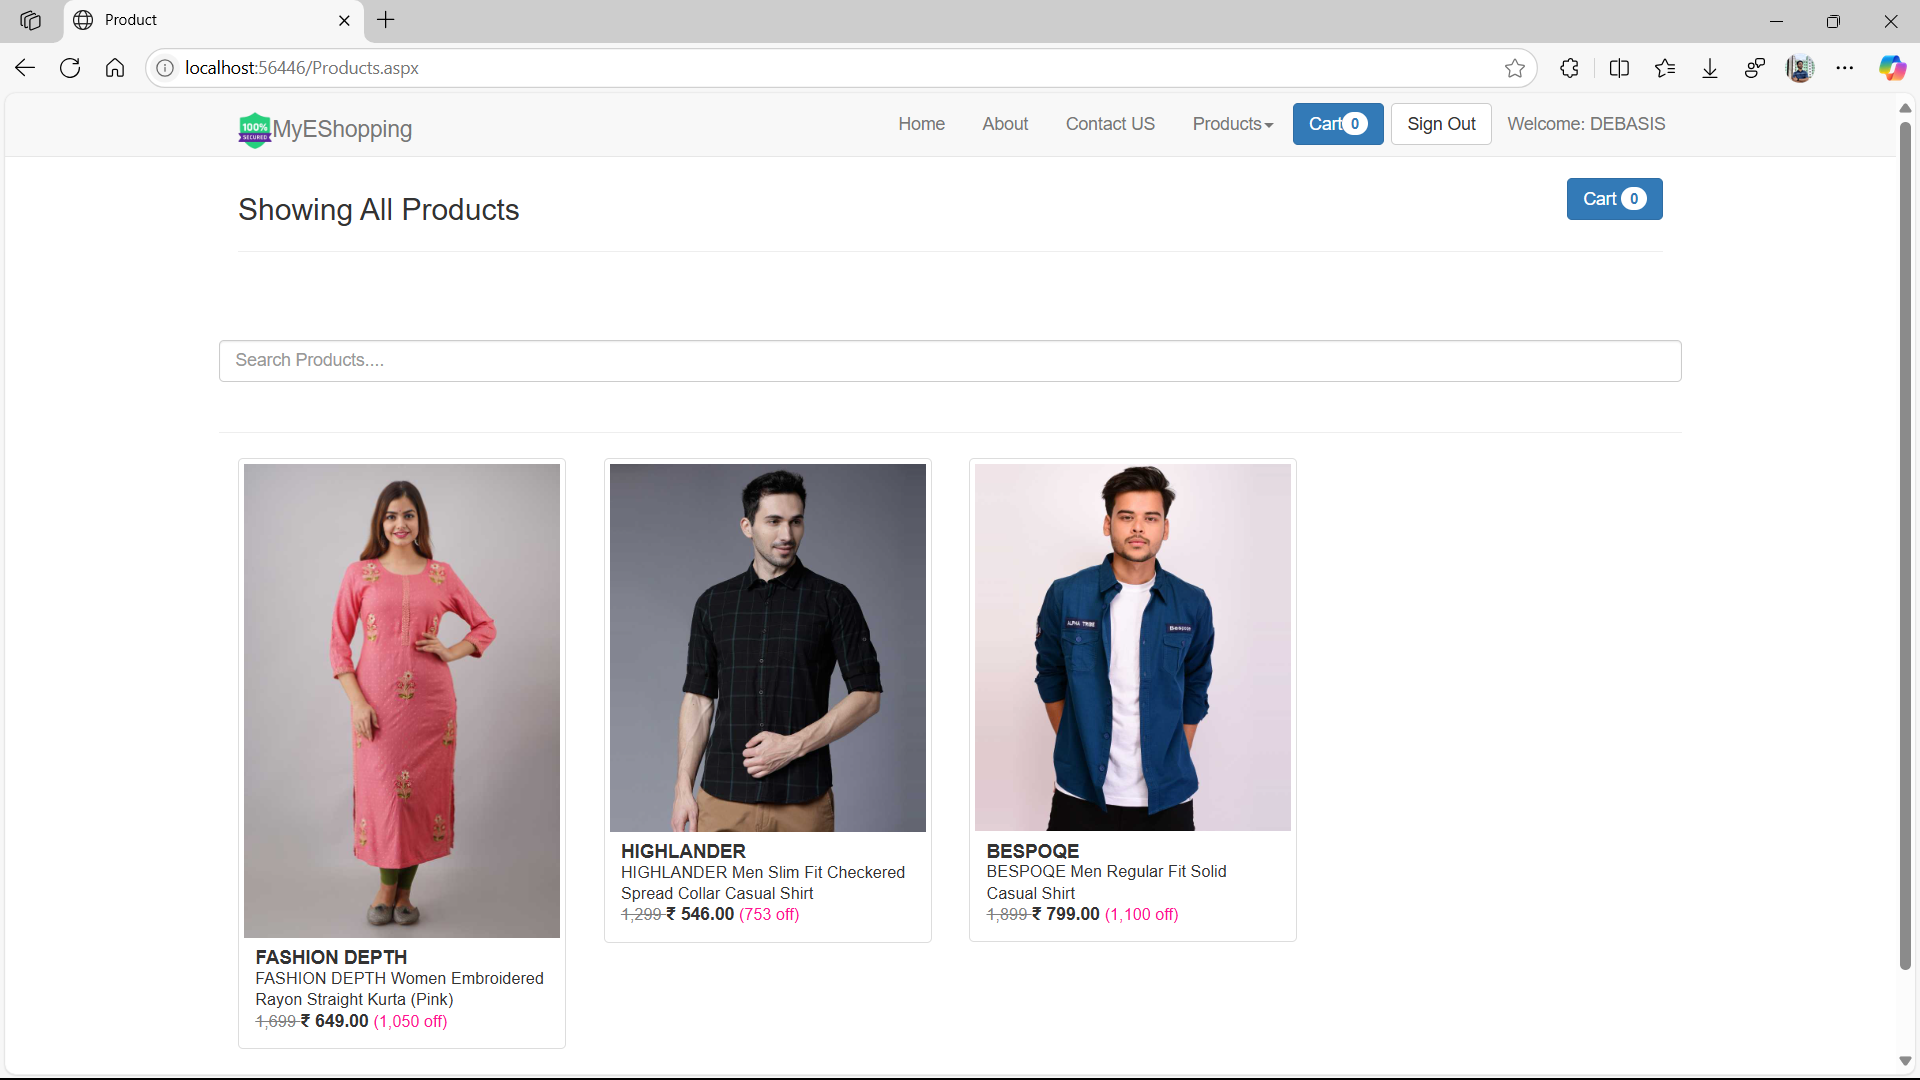 Product
localhost:56446/Products.aspx
100%
SECURED
MyEShopping
Home
About
Contact US
Products
Cart 0
Sign Out
Welcome: DEBASIS
Showing All Products
Cart 0
Search Products....
ALPHA TRIBE
FASHION DEPTH
FASHION DEPTH Women Embroidered
Rayon Straight Kurta (Pink)
1,699 ₹ 649.00 (1,050 off)
HIGHLANDER
HIGHLANDER Men Slim Fit Checkered
Spread Collar Casual Shirt
1,299 ₹ 546.00 (753 off)
BESPOQE
BESPOQE Men Regular Fit Solid
Casual Shirt
1,899 ₹ 799.00 (1,100 off)